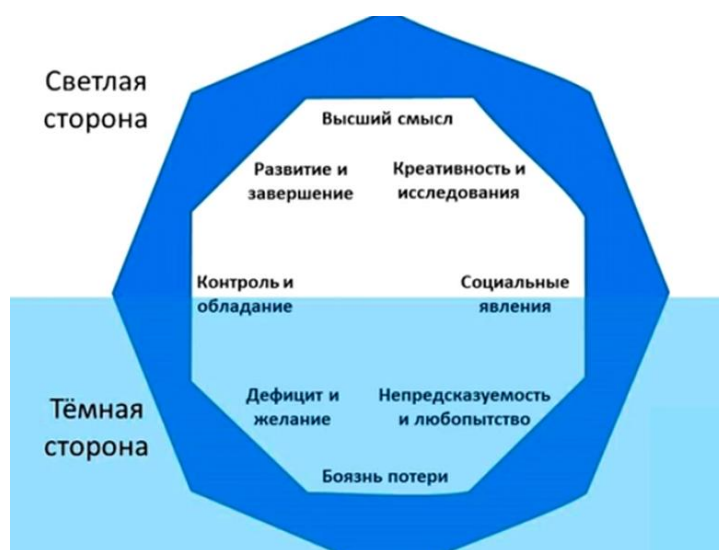 Светлая
сторона
Высший смысл
Развитие и
завершение
Креативность и
исследования
Контроль и
обладание
Социальные
явления
Тёмная
сторона
Дефицит и
желание
Непредсказуемость
и любопытство
Боязнь потери